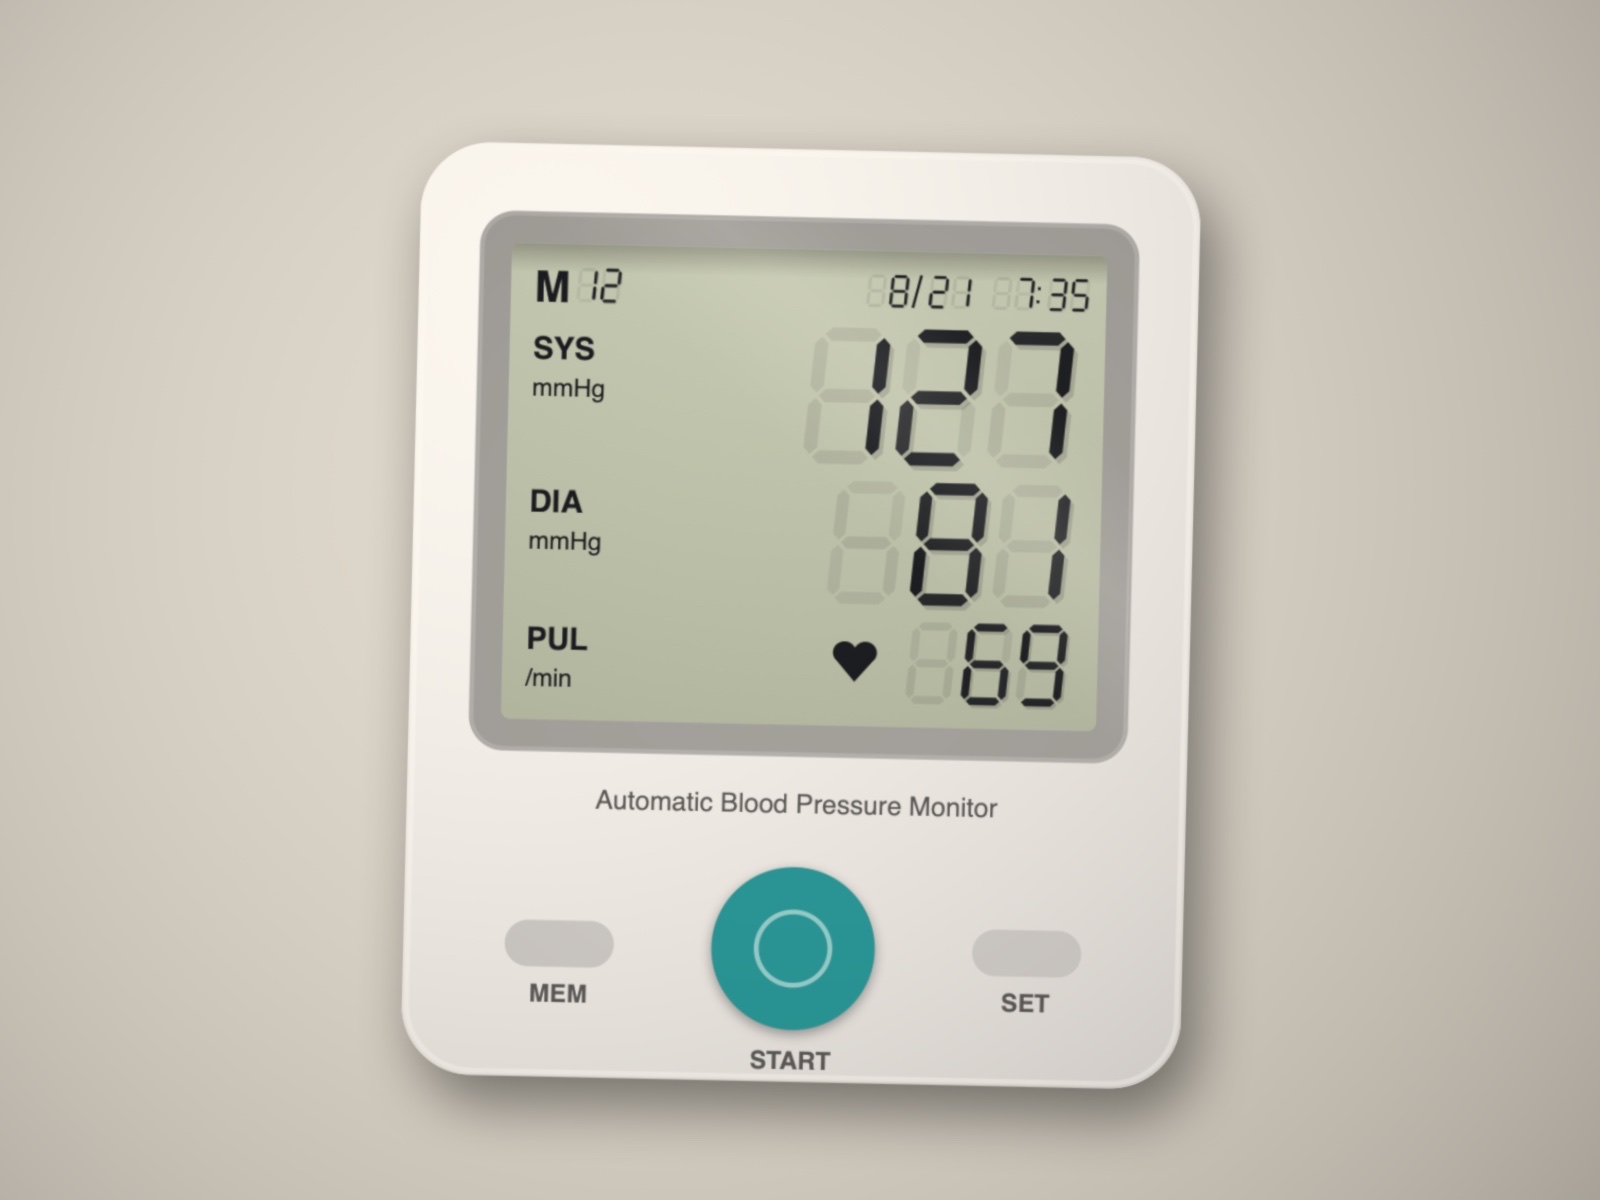 M 12 8/21 7:35
SYS
mmHg
127
DIA
mmHg
81
PUL
/min
69
Automatic Blood Pressure Monitor
MEM
START
SET